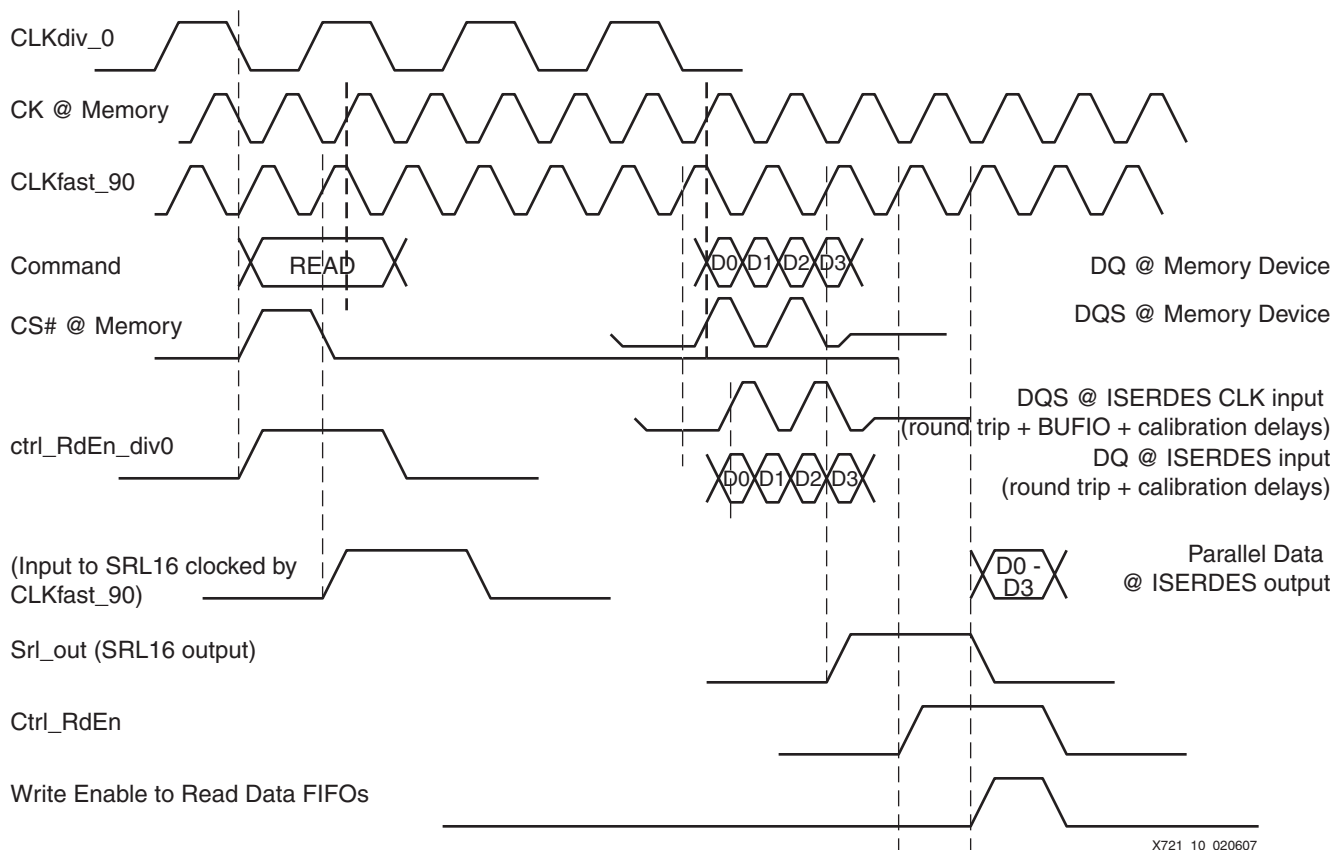 CLKdiv_0
CK @ Memory
CLKfast_90
Command
READ
D0 D1 D2 D3
DQ @ Memory Device
CS# @ Memory
DQS @ Memory Device
DQS @ ISERDES CLK input
(round trip + BUFIO + calibration delays)
ctrl_RdEn_div0
D0 D1 D2 D3
DQ @ ISERDES input
(round trip + calibration delays)
(Input to SRL16 clocked by
CLKfast_90)
D0 -
D3
Parallel Data
@ ISERDES output
Srl_out (SRL16 output)
Ctrl_RdEn
Write Enable to Read Data FIFOs
X721_10_020607